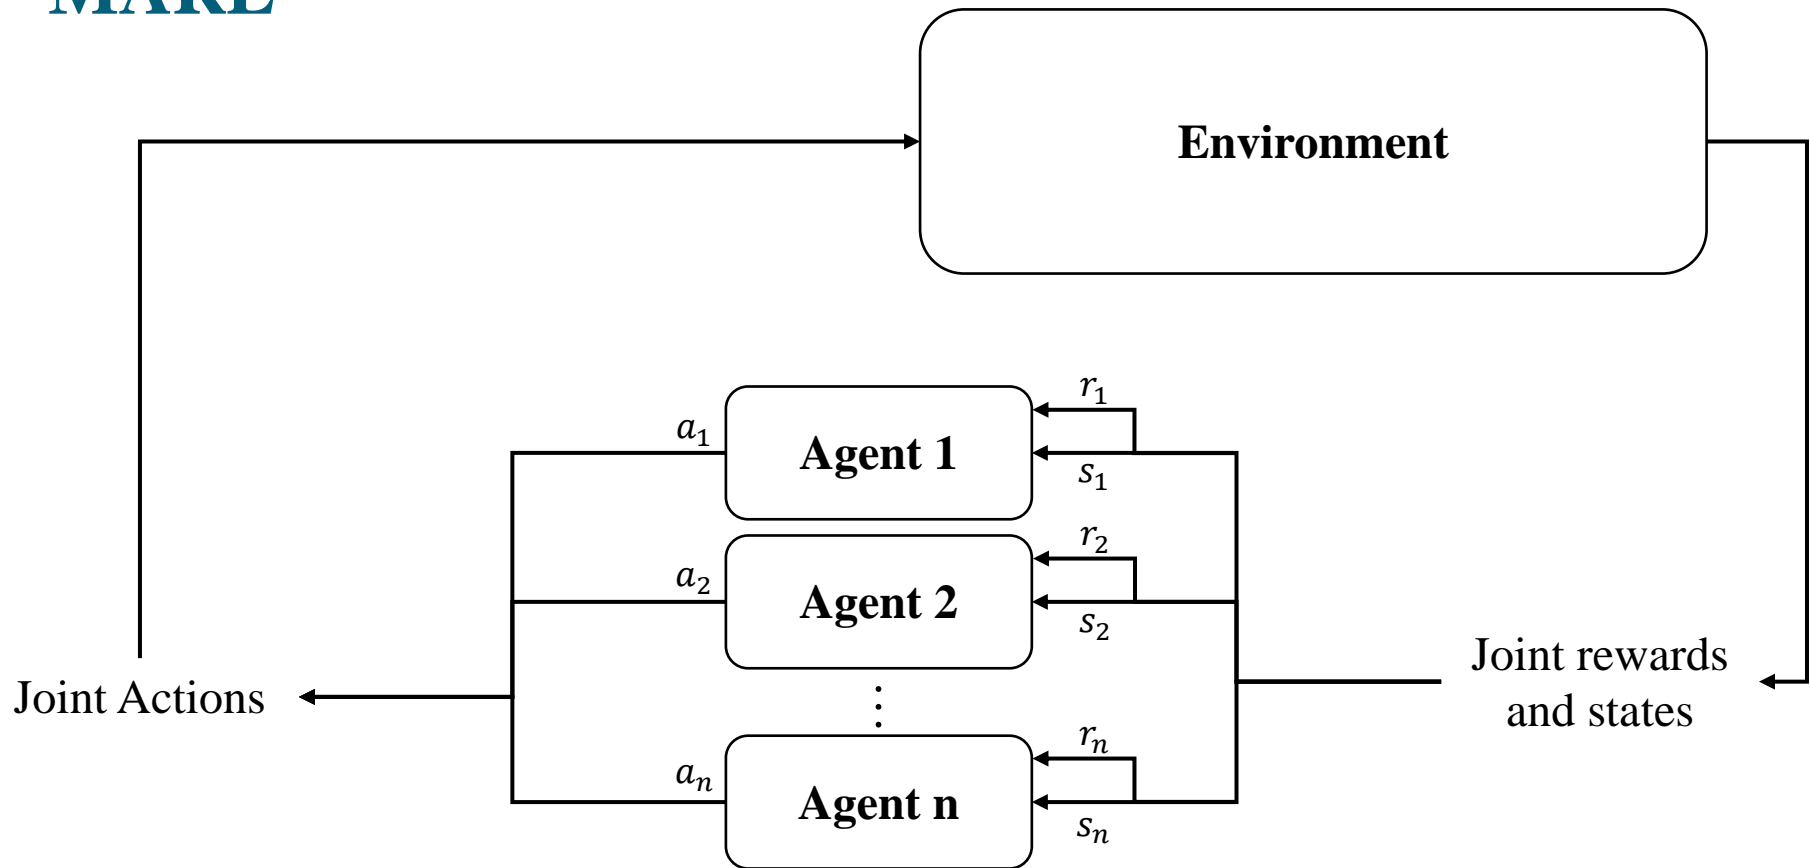 MARL
Environment
r₁
a₁
Agent 1
s₁
r₂
a₂
Agent 2
s₂
Joint rewards
and states
Joint Actions
⋮
rₙ
aₙ
Agent n
sₙ